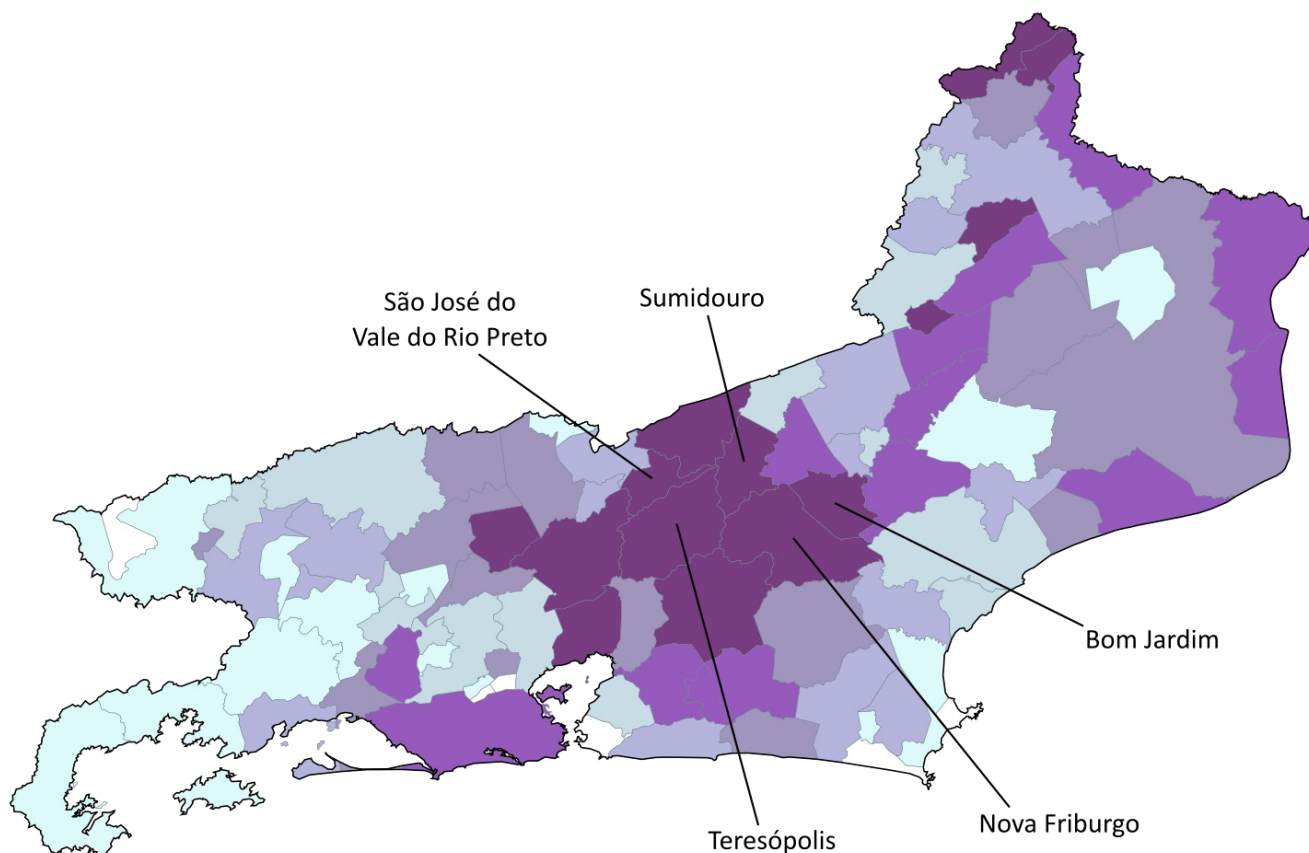 São José do
Vale do Rio Preto
Sumidouro
Bom Jardim
Nova Friburgo
Teresópolis